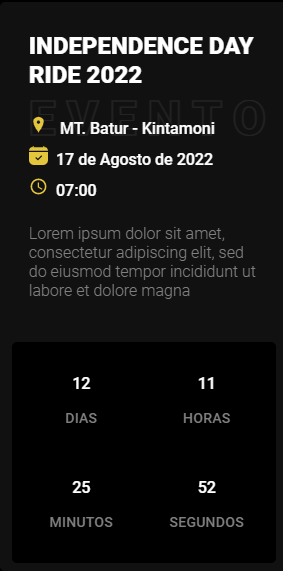 INDEPENDENCE DAY
RIDE 2022
EVENTO
MT. Batur - Kintamoni
17 de Agosto de 2022
07:00
Lorem ipsum dolor sit amet,
consectetur adipiscing elit, sed
do eiusmod tempor incididunt ut
labore et dolore magna
12 11
DIAS HORAS
25 52
MINUTOS SEGUNDOS